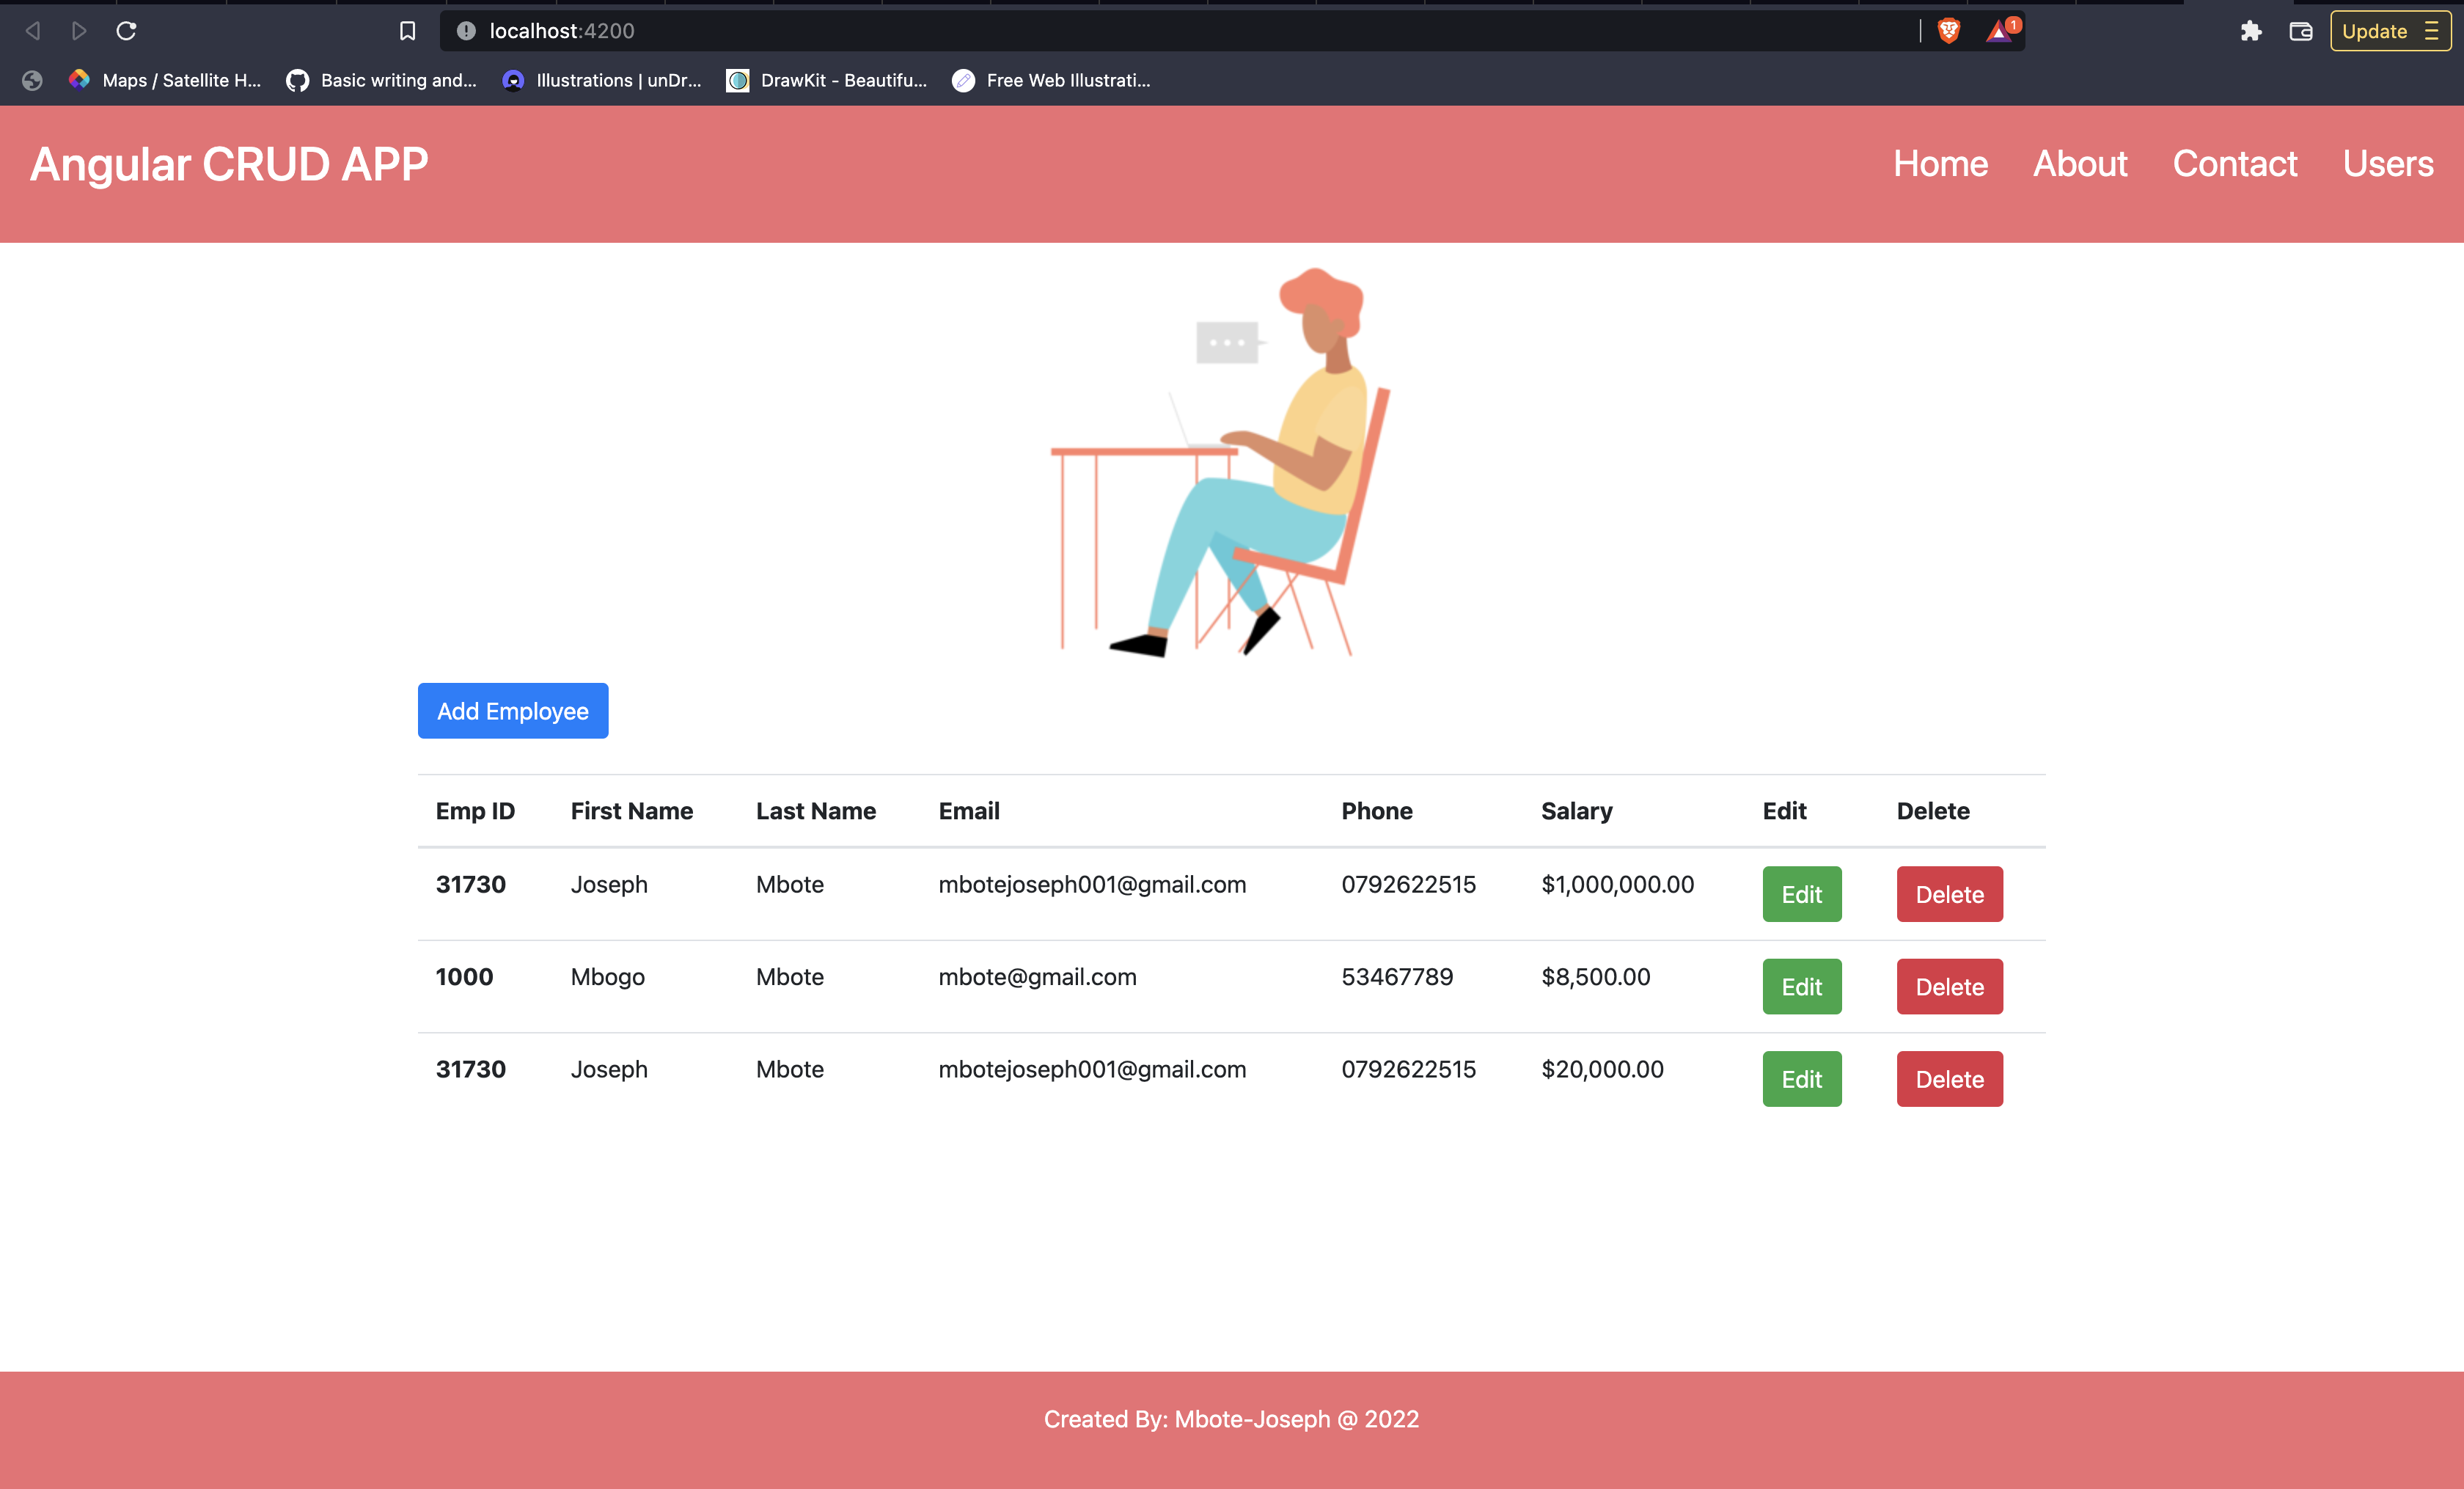 localhost:4200
1
Update
Maps / Satellite H... Basic writing and... Illustrations | unDr... DrawKit - Beautifu... Free Web Illustrati...
Angular CRUD APP Home About Contact Users
Add Employee
Emp ID First Name Last Name Email Phone Salary Edit Delete
31730 Joseph Mbote mbotejoseph001@gmail.com 0792622515 $1,000,000.00 Edit Delete
1000 Mbogo Mbote mbote@gmail.com 53467789 $8,500.00 Edit Delete
31730 Joseph Mbote mbotejoseph001@gmail.com 0792622515 $20,000.00 Edit Delete
Created By: Mbote-Joseph @ 2022